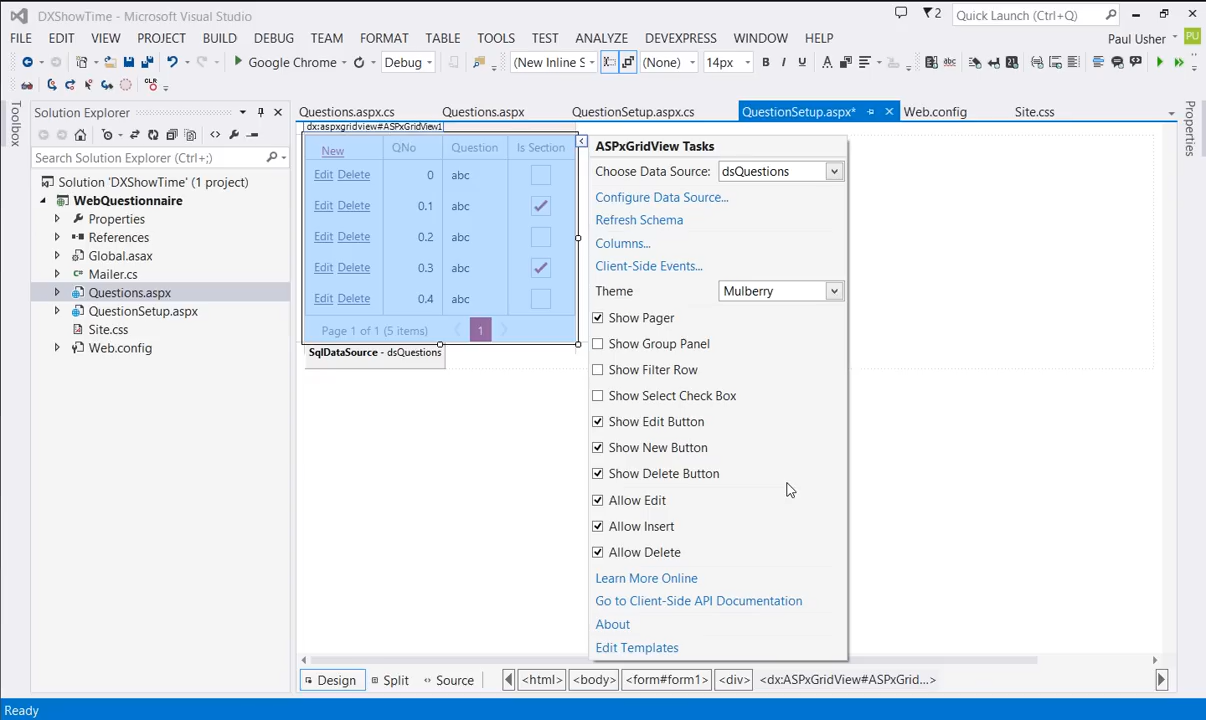 DXShowTime - Microsoft Visual Studio
2
Quick Launch (Ctrl+Q)
FILE EDIT VIEW PROJECT BUILD DEBUG TEAM FORMAT TABLE TOOLS TEST ANALYZE DEVEXPRESS WINDOW HELP
Paul Usher PU
Google Chrome Debug (New Inline S (None) 14px B I U A
CLR
Toolbox
Solution Explorer
Search Solution Explorer (Ctrl+;)
Solution 'DXShowTime' (1 project)
WebQuestionnaire
Properties
References
Global.asax
Mailer.cs
Questions.aspx
QuestionSetup.aspx
Site.css
Web.config
Questions.aspx.cs Questions.aspx QuestionSetup.aspx.cs QuestionSetup.aspx* Web.config Site.css
dx:aspxgridview#ASPxGridView1
New QNo Question Is Section
Edit Delete 0 abc
Edit Delete 0.1 abc
Edit Delete 0.2 abc
Edit Delete 0.3 abc
Edit Delete 0.4 abc
Page 1 of 1 (5 items) 1
SqlDataSource - dsQuestions
ASPxGridView Tasks
Choose Data Source: dsQuestions
Configure Data Source...
Refresh Schema
Columns...
Client-Side Events...
Theme Mulberry
Show Pager
Show Group Panel
Show Filter Row
Show Select Check Box
Show Edit Button
Show New Button
Show Delete Button
Allow Edit
Allow Insert
Allow Delete
Learn More Online
Go to Client-Side API Documentation
About
Edit Templates
Properties
Design Split Source <html> <body> <form#form1> <div> <dx:ASPxGridView#ASPxGrid...>
Ready